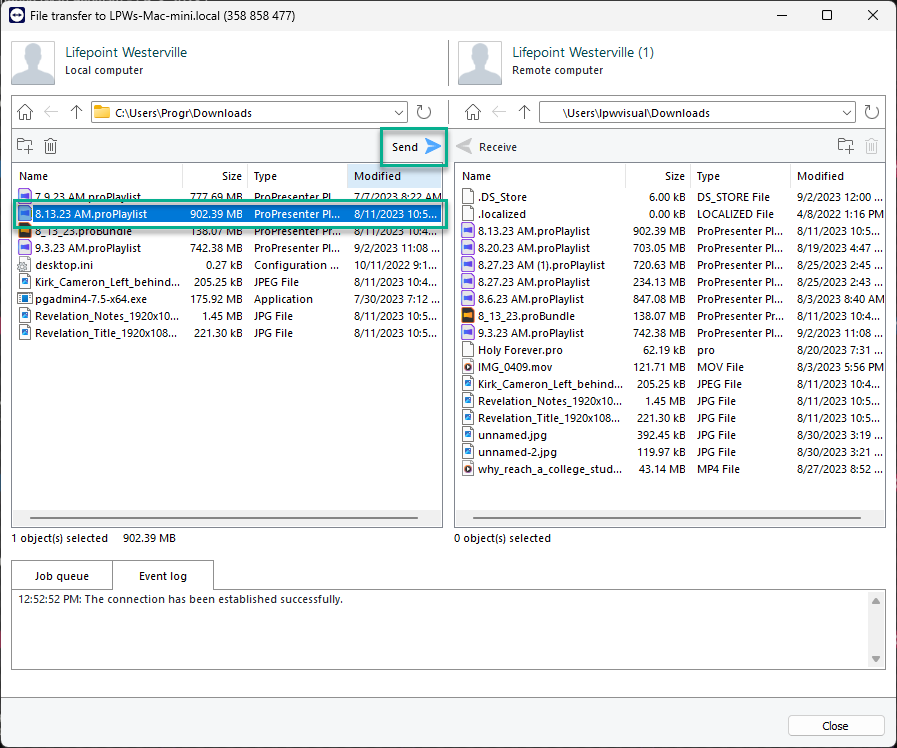 File transfer to LPWs-Mac-mini.local (358 858 477)
Lifepoint Westerville
Local computer
Lifepoint Westerville (1)
Remote computer
C:\Users\Progr\Downloads
\Users\lpwvisual\Downloads
Send
Receive
Name Size Type Modified
7.9.23 AM.proPlaylist 777.69 MB ProPresenter Pl... 7/7/2023 8:22 AM
8.13.23 AM.proPlaylist 902.39 MB ProPresenter Pl... 8/11/2023 10:5...
8_13_23.proBundle 138.07 MB ProPresenter Pr... 8/11/2023 10:4...
9.3.23 AM.proPlaylist 742.38 MB ProPresenter Pl... 9/2/2023 11:08 ...
desktop.ini 0.27 kB Configuration ... 10/11/2022 9:1...
Kirk_Cameron_Left_behind... 205.25 kB JPEG File 8/11/2023 10:4...
pgadmin4-7.5-x64.exe 175.92 MB Application 7/30/2023 7:12 ...
Revelation_Notes_1920x10... 1.45 MB JPG File 8/11/2023 10:5...
Revelation_Title_1920x108... 221.30 kB JPG File 8/11/2023 10:5...
Name Size Type Modified
.DS_Store 6.00 kB DS_STORE File 9/2/2023 12:00 ...
.localized 0.00 kB LOCALIZED File 4/8/2022 1:16 PM
8.13.23 AM.proPlaylist 902.39 MB ProPresenter Pl... 8/11/2023 10:5...
8.20.23 AM.proPlaylist 703.05 MB ProPresenter Pl... 8/19/2023 4:47 ...
8.27.23 AM (1).proPlaylist 720.63 MB ProPresenter Pl... 8/25/2023 2:45 ...
8.27.23 AM.proPlaylist 234.13 MB ProPresenter Pl... 8/25/2023 2:43 ...
8.6.23 AM.proPlaylist 847.08 MB ProPresenter Pl... 8/3/2023 8:40 AM
8_13_23.proBundle 138.07 MB ProPresenter Pr... 8/11/2023 10:4...
9.3.23 AM.proPlaylist 742.38 MB ProPresenter Pl... 9/2/2023 11:08 ...
Holy Forever.pro 62.19 kB pro 8/20/2023 7:31 ...
IMG_0409.mov 121.71 MB MOV File 8/3/2023 5:56 PM
Kirk_Cameron_Left_behind... 205.25 kB JPEG File 8/11/2023 10:4...
Revelation_Notes_1920x10... 1.45 MB JPG File 8/11/2023 10:5...
Revelation_Title_1920x108... 221.30 kB JPG File 8/11/2023 10:5...
unnamed.jpg 392.45 kB JPG File 8/30/2023 3:19 ...
unnamed-2.jpg 119.97 kB JPG File 8/30/2023 3:21 ...
why_reach_a_college_stud... 43.14 MB MP4 File 8/27/2023 8:52 ...
1 object(s) selected 902.39 MB
0 object(s) selected
Job queue
Event log
12:52:52 PM: The connection has been established successfully.
Close